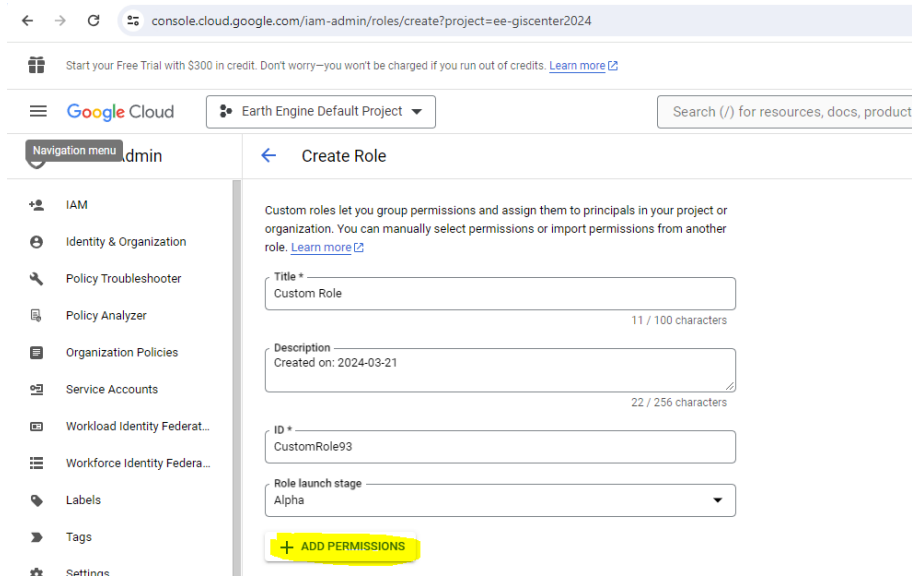 console.cloud.google.com/iam-admin/roles/create?project=ee-giscenter2024
Start your Free Trial with $300 in credit. Don't worry—you won't be charged if you run out of credits. Learn more
Google Cloud
Earth Engine Default Project
Search (/) for resources, docs, product
Navigation menu
dmin
Create Role
IAM
Identity & Organization
Policy Troubleshooter
Policy Analyzer
Organization Policies
Service Accounts
Workload Identity Federat...
Workforce Identity Federa...
Labels
Tags
Settings
Custom roles let you group permissions and assign them to principals in your project or
organization. You can manually select permissions or import permissions from another
role. Learn more
Title *
Custom Role
11 / 100 characters
Description
Created on: 2024-03-21
22 / 256 characters
ID *
CustomRole93
Role launch stage
Alpha
ADD PERMISSIONS